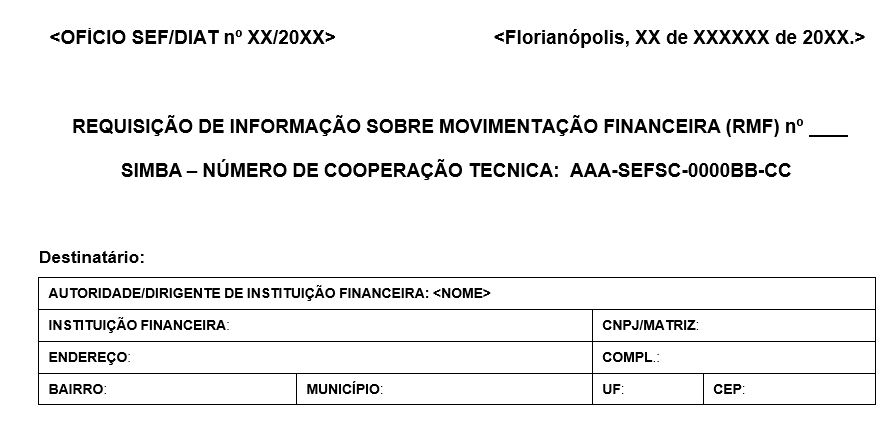 <OFÍCIO SEF/DIAT nº XX/20XX> <Florianópolis, XX de XXXXXX de 20XX.>
REQUISIÇÃO DE INFORMAÇÃO SOBRE MOVIMENTAÇÃO FINANCEIRA (RMF) nº ____
SIMBA – NÚMERO DE COOPERAÇÃO TECNICA: AAA-SEFSC-0000BB-CC
Destinatário:
AUTORIDADE/DIRIGENTE DE INSTITUIÇÃO FINANCEIRA: <NOME>
INSTITUIÇÃO FINANCEIRA: CNPJ/MATRIZ:
ENDEREÇO: COMPL.:
BAIRRO: MUNICÍPIO: UF: CEP: